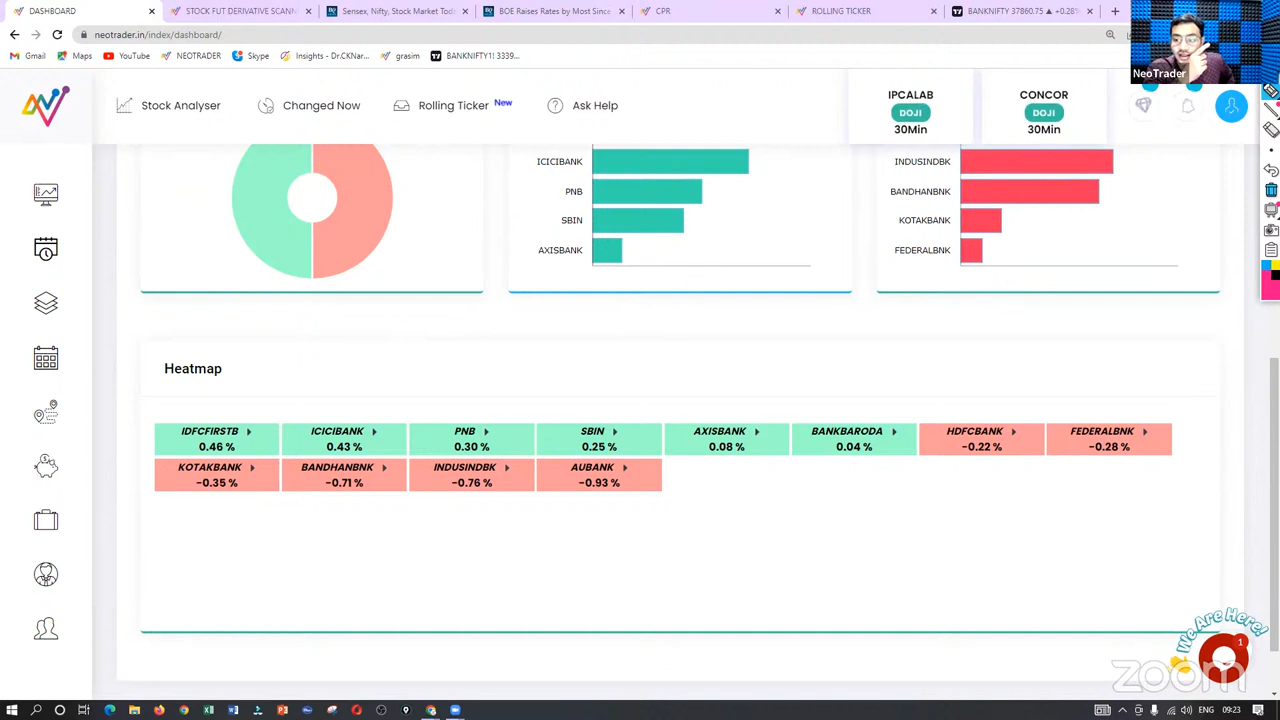 DASHBOARD
STOCK FUT DERIVATIVE SCANN
Sensex, Nifty, Stock Market Toda
BOE Raises Rates by Most Since
CPR
ROLLING TICKER
BANKNIFTY 37860.75 ▲ +0.28%
neotrader.in/index/dashboard/
Gmail
Maps
YouTube
NEOTRADER
Skype
Insights - DrCKNar...
grasim
BANKNIFTY1! 3339...
NeoTrader
Stock Analyser
Changed Now
Rolling Ticker New
Ask Help
IPCALAB
DOJI
30Min
CONCOR
DOJI
30Min
ICICIBANK
PNB
SBIN
AXISBANK
INDUSINDBK
BANDHANBNK
KOTAKBANK
FEDERALBNK
Heatmap
IDFCFIRSTB
0.46 %
ICICIBANK
0.43 %
PNB
0.30 %
SBIN
0.25 %
AXISBANK
0.08 %
BANKBARODA
0.04 %
HDFCBANK
-0.22 %
FEDERALBNK
-0.28 %
KOTAKBANK
-0.35 %
BANDHANBNK
-0.71 %
INDUSINDBK
-0.76 %
AUBANK
-0.93 %
We Are Here!
1
zoom
ENG
09:23